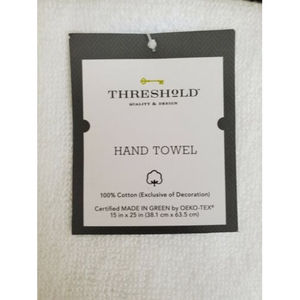 THRESHOLD™
QUALITY & DESIGN
HAND TOWEL
100% Cotton (Exclusive of Decoration)
Certified MADE IN GREEN by OEKO-TEX®
15 in x 25 in (38.1 cm x 63.5 cm)